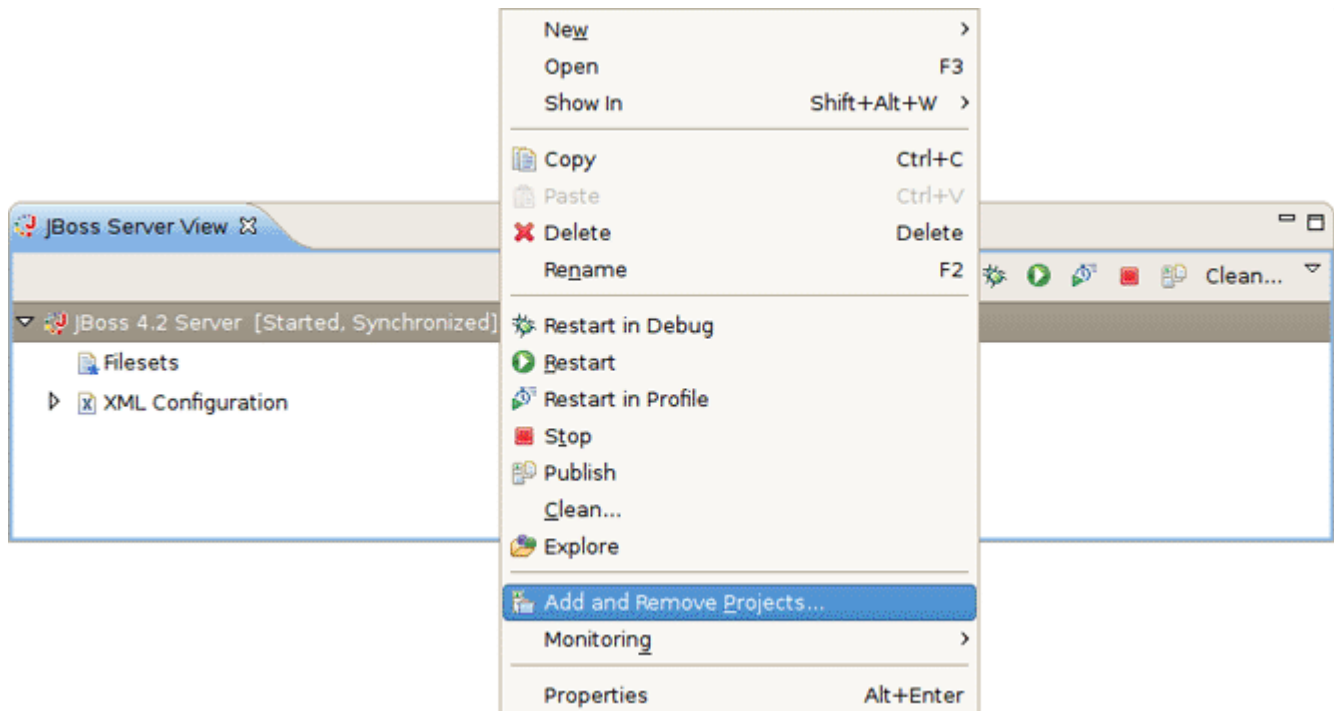 New
Open F3
Show In Shift+Alt+W
Copy Ctrl+C
Paste Ctrl+V
JBoss Server View
Delete Delete
Rename F2
Clean...
JBoss 4.2 Server [Started, Synchronized]
Restart in Debug
Filesets
Restart
XML Configuration
Restart in Profile
Stop
Publish
Clean...
Explore
Add and Remove Projects...
Monitoring
Properties Alt+Enter